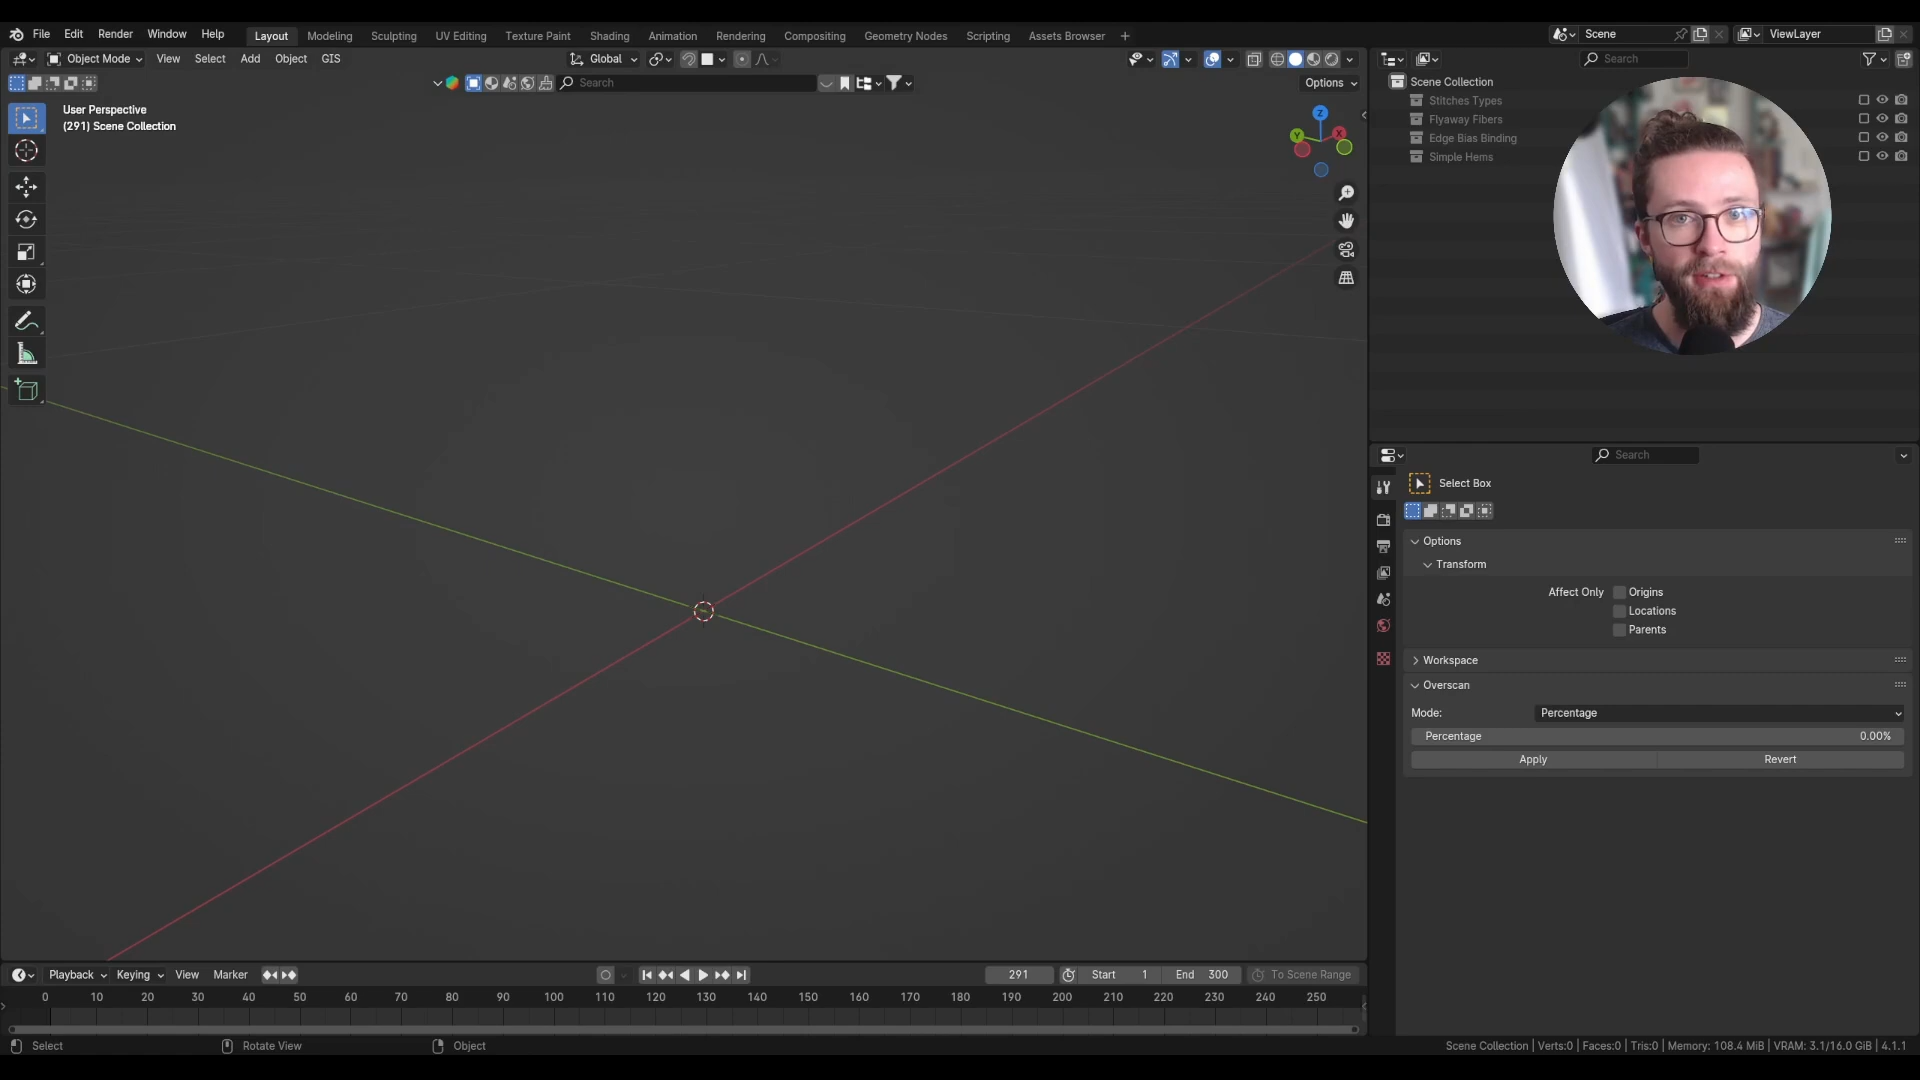 File Edit Render Window Help Layout Modeling Sculpting UV Editing Texture Paint Shading Animation Rendering Compositing Geometry Nodes Scripting Assets Browser + Scene ViewLayer
Object Mode View Select Add Object GIS Global Search
Search Options Scene Collection
User Perspective
(291) Scene Collection
Z
Y
X
Stitches Types
Flyaway Fibers
Edge Bias Binding
Simple Hems
Search
Select Box
Options
Transform
Affect Only Origins
Locations
Parents
Workspace
Overscan
Mode: Percentage
Percentage 0.00%
Apply Revert
Playback Keying View Marker 291 Start 1 End 300 To Scene Range
0 10 20 30 40 50 60 70 80 90 100 110 120 130 140 150 160 170 180 190 200 210 220 230 240 250
Select Rotate View Object Scene Collection | Verts:0 | Faces:0 | Tris:0 | Memory: 108.4 MiB | VRAM: 3.1/16.0 GiB | 4.1.1